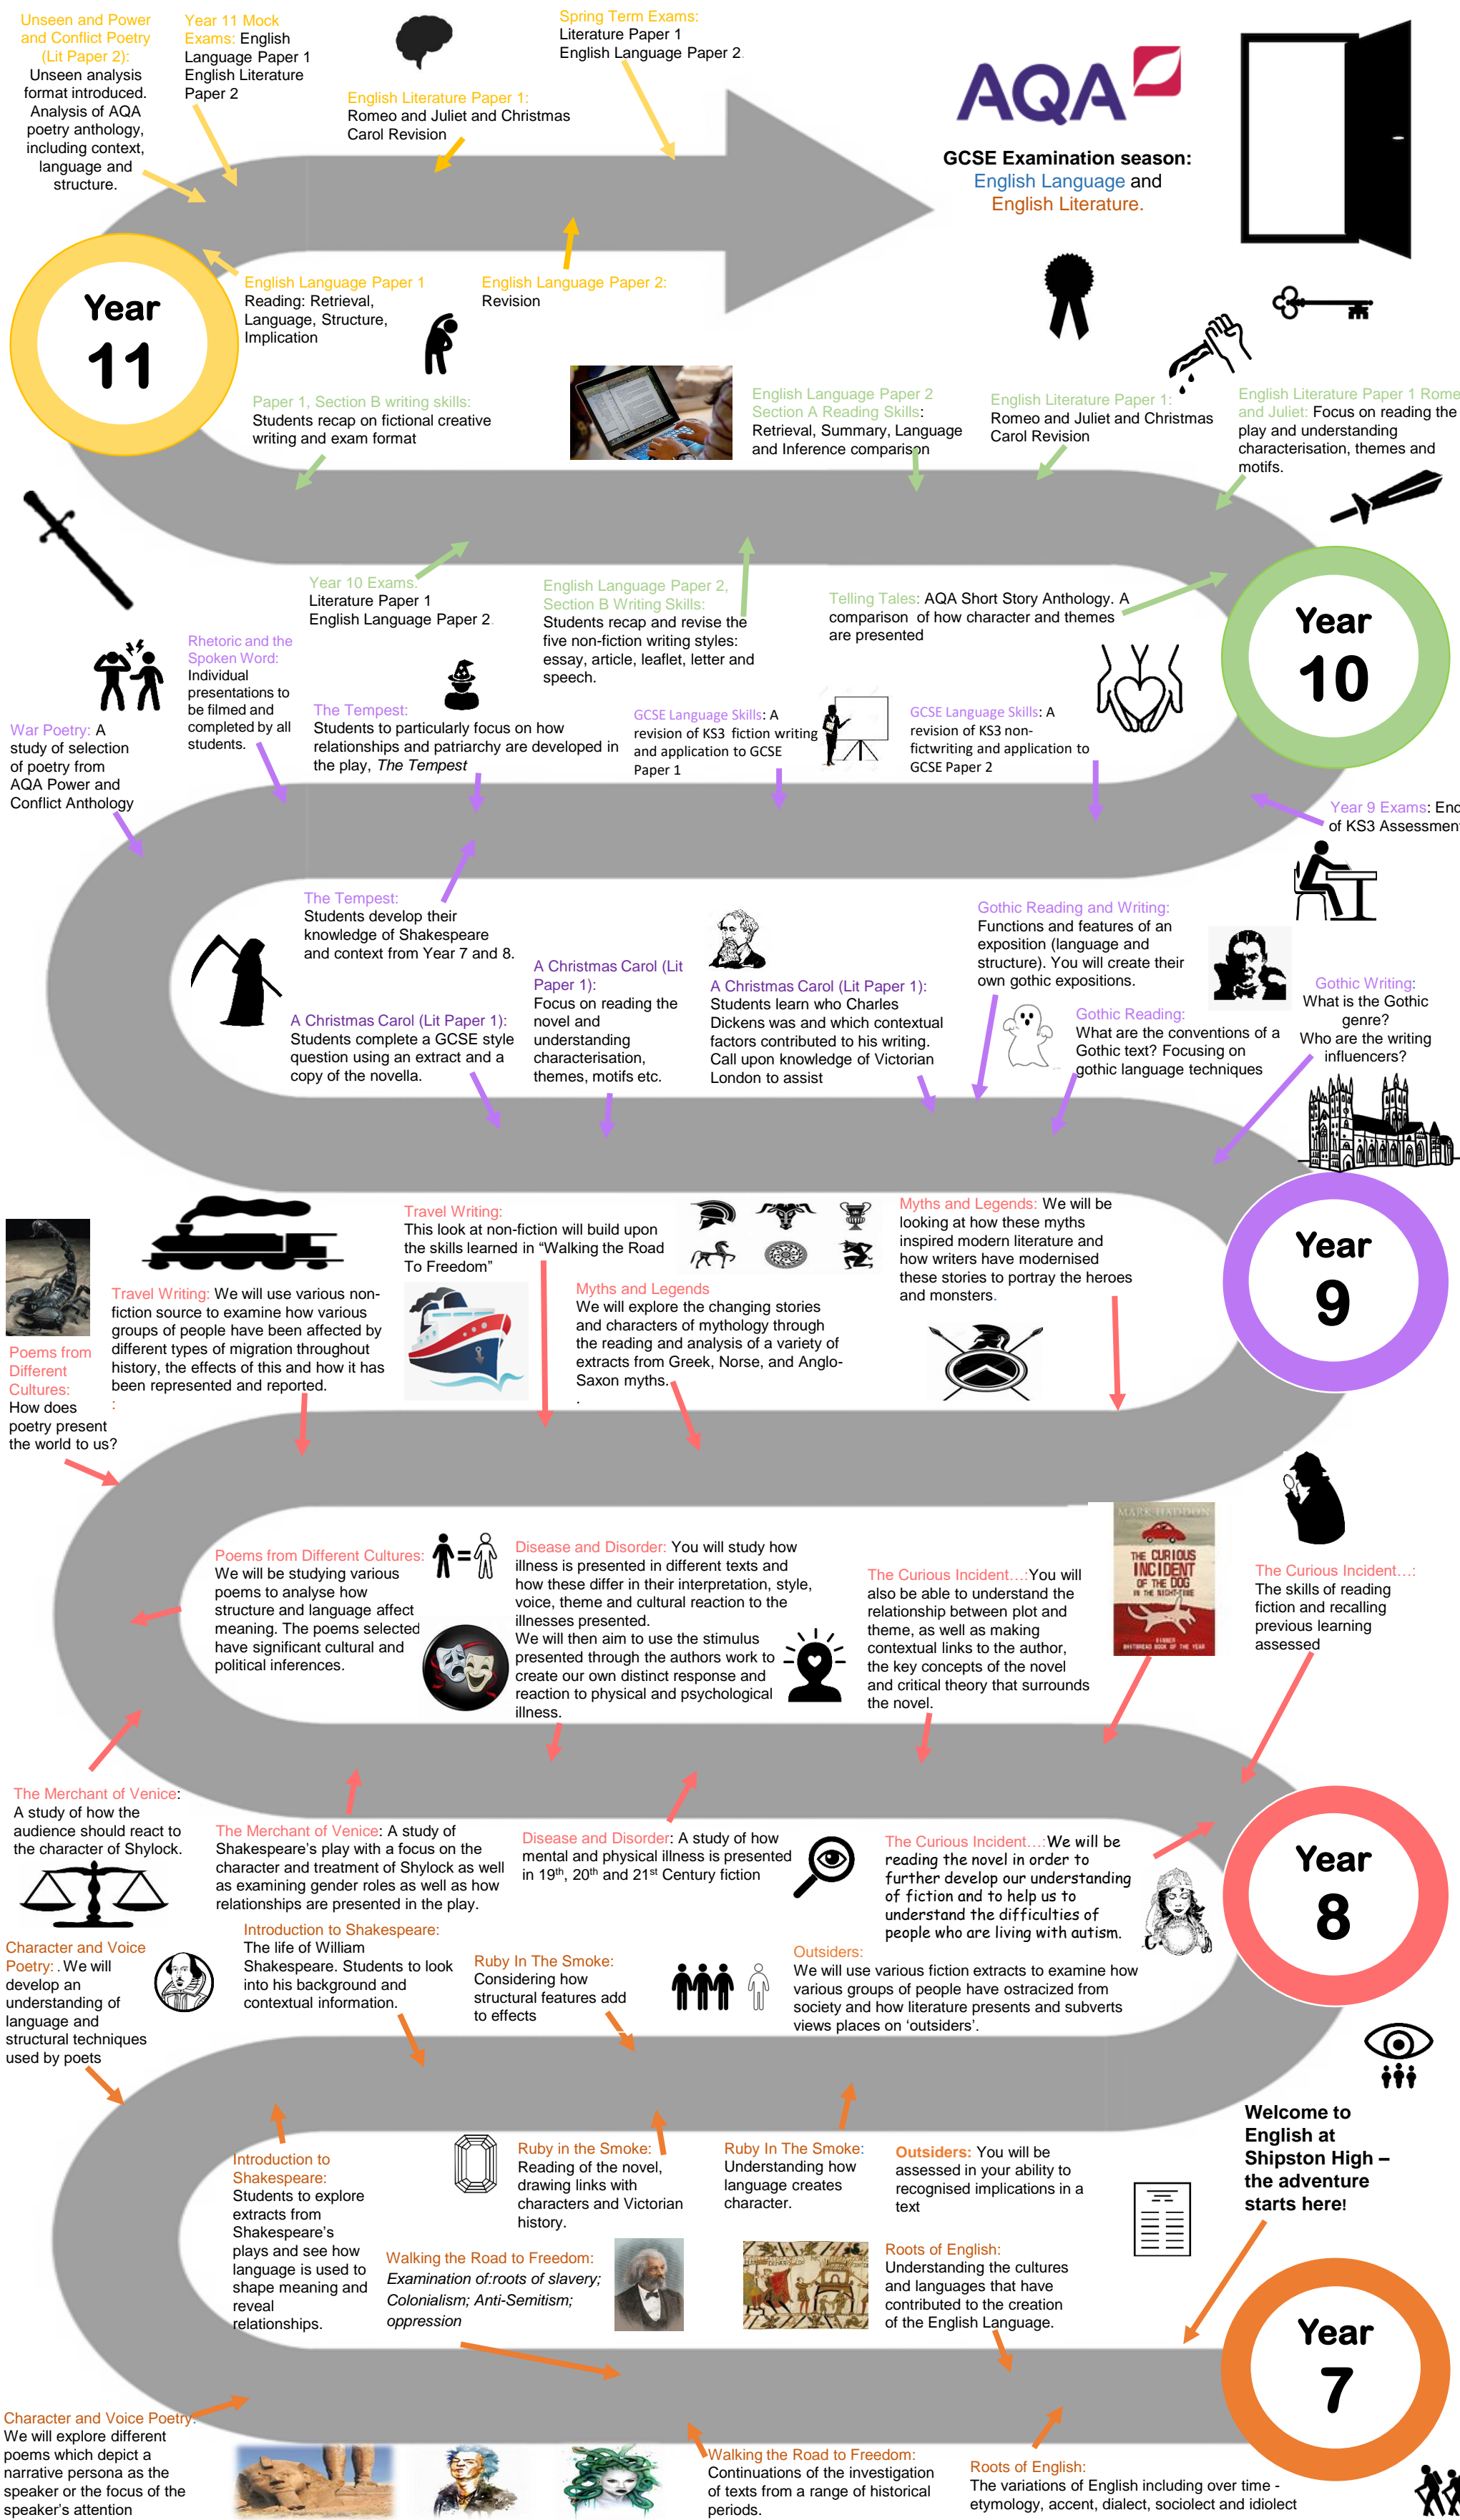 Unseen and Power
and Conflict Poetry
(Lit Paper 2):
Unseen analysis
format introduced.
Analysis of AQA
poetry anthology,
including context,
language and
structure.
Year 11 Mock
Exams: English
Language Paper 1
English Literature
Paper 2
English Literature Paper 1:
Romeo and Juliet and Christmas
Carol Revision
Spring Term Exams:
Literature Paper 1
English Language Paper 2.
AQA
GCSE Examination season:
English Language and
English Literature.
Year
11
English Language Paper 1
Reading: Retrieval,
Language, Structure,
Implication
English Language Paper 2:
Revision
Paper 1, Section B writing skills:
Students recap on fictional creative
writing and exam format
English Language Paper 2
Section A Reading Skills:
Retrieval, Summary, Language
and Inference comparison
English Literature Paper 1:
Romeo and Juliet and Christmas
Carol Revision
English Literature Paper 1 Rome
and Juliet: Focus on reading the
play and understanding
characterisation, themes and
motifs.
Year 10 Exams.
Literature Paper 1
English Language Paper 2.
English Language Paper 2,
Section B Writing Skills:
Students recap and revise the
five non-fiction writing styles:
essay, article, leaflet, letter and
speech.
Telling Tales: AQA Short Story Anthology. A
comparison of how character and themes
are presented
Year
10
War Poetry: A
study of selection
of poetry from
AQA Power and
Conflict Anthology
Rhetoric and the
Spoken Word:
Individual
presentations to
be filmed and
completed by all
students.
The Tempest:
Students to particularly focus on how
relationships and patriarchy are developed in
the play, The Tempest
GCSE Language Skills: A
revision of KS3 fiction writing
and application to GCSE
Paper 1
GCSE Language Skills: A
revision of KS3 non-
fictwriting and application to
GCSE Paper 2
Year 9 Exams: End
of KS3 Assessment
The Tempest:
Students develop their
knowledge of Shakespeare
and context from Year 7 and 8.
A Christmas Carol (Lit Paper 1):
Students complete a GCSE style
question using an extract and a
copy of the novella.
A Christmas Carol (Lit
Paper 1):
Focus on reading the
novel and
understanding
characterisation,
themes, motifs etc.
A Christmas Carol (Lit Paper 1):
Students learn who Charles
Dickens was and which contextual
factors contributed to his writing.
Call upon knowledge of Victorian
London to assist
Gothic Reading and Writing:
Functions and features of an
exposition (language and
structure). You will create their
own gothic expositions.
Gothic Reading:
What are the conventions of a
Gothic text? Focusing on
gothic language techniques
Gothic Writing:
What is the Gothic
genre?
Who are the writing
influencers?
Year
9
Poems from
Different
Cultures:
How does
poetry present
the world to us?
Travel Writing: We will use various non-
fiction source to examine how various
groups of people have been affected by
different types of migration throughout
history, the effects of this and how it has
been represented and reported.
:
Travel Writing:
This look at non-fiction will build upon
the skills learned in “Walking the Road
To Freedom”
Myths and Legends
We will explore the changing stories
and characters of mythology through
the reading and analysis of a variety of
extracts from Greek, Norse, and Anglo-
Saxon myths.
.
Myths and Legends: We will be
looking at how these myths
inspired modern literature and
how writers have modernised
these stories to portray the heroes
and monsters.
Poems from Different Cultures:
We will be studying various
poems to analyse how
structure and language affect
meaning. The poems selected
have significant cultural and
political inferences.
Disease and Disorder: You will study how
illness is presented in different texts and
how these differ in their interpretation, style,
voice, theme and cultural reaction to the
illnesses presented.
We will then aim to use the stimulus
presented through the authors work to
create our own distinct response and
reaction to physical and psychological
illness.
The Curious Incident…:You will
also be able to understand the
relationship between plot and
theme, as well as making
contextual links to the author,
the key concepts of the novel
and critical theory that surrounds
the novel.
MARK HADDON
THE CURIOUS
INCIDENT
OF THE DOG
IN THE NIGHT-TIME
WINNER
WHITBREAD BOOK OF THE YEAR
The Curious Incident…:
The skills of reading
fiction and recalling
previous learning
assessed
The Merchant of Venice:
A study of how the
audience should react to
the character of Shylock.
The Merchant of Venice: A study of
Shakespeare's play with a focus on the
character and treatment of Shylock as well
as examining gender roles as well as how
relationships are presented in the play.
Disease and Disorder: A study of how
mental and physical illness is presented
in 19th, 20th and 21st Century fiction
The Curious Incident…:We will be
reading the novel in order to
further develop our understanding
of fiction and to help us to
understand the difficulties of
people who are living with autism.
Year
8
Character and Voice
Poetry: . We will
develop an
understanding of
language and
structural techniques
used by poets
Introduction to Shakespeare:
The life of William
Shakespeare. Students to look
into his background and
contextual information.
Ruby In The Smoke:
Considering how
structural features add
to effects
Outsiders:
We will use various fiction extracts to examine how
various groups of people have ostracized from
society and how literature presents and subverts
views places on ‘outsiders’.
Introduction to
Shakespeare:
Students to explore
extracts from
Shakespeare's
plays and see how
language is used to
shape meaning and
reveal
relationships.
Ruby in the Smoke:
Reading of the novel,
drawing links with
characters and Victorian
history.
Ruby In The Smoke:
Understanding how
language creates
character.
Outsiders: You will be
assessed in your ability to
recognised implications in a
text
Welcome to
English at
Shipston High –
the adventure
starts here!
Walking the Road to Freedom:
Examination of:roots of slavery;
Colonialism; Anti-Semitism;
oppression
Roots of English:
Understanding the cultures
and languages that have
contributed to the creation
of the English Language.
Year
7
Character and Voice Poetry:
We will explore different
poems which depict a
narrative persona as the
speaker or the focus of the
speaker's attention
Walking the Road to Freedom:
Continuations of the investigation
of texts from a range of historical
periods.
Roots of English:
The variations of English including over time -
etymology, accent, dialect, sociolect and idiolect